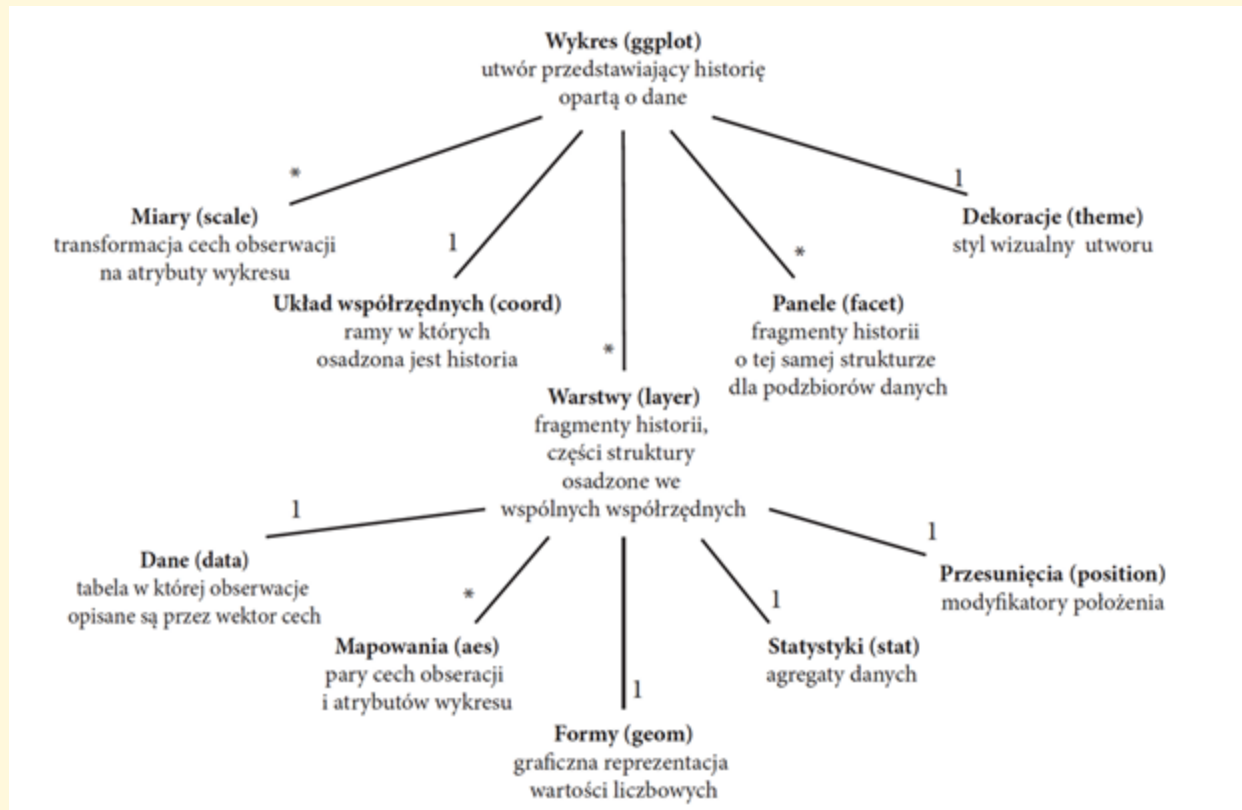 Wykres (ggplot)
utwór przedstawiający historię
opartą o dane
*
1
*
*
1
Miary (scale)
transformacja cech obserwacji
na atrybuty wykresu
Układ współrzędnych (coord)
ramy w których
osadzona jest historia
Warstwy (layer)
fragmenty historii,
części struktury
osadzone we
wspólnych współrzędnych
Panele (facet)
fragmenty historii
o tej samej strukturze
dla podzbiorów danych
Dekoracje (theme)
styl wizualny utworu
1
*
1
1
1
Dane (data)
tabela w której obserwacje
opisane są przez wektor cech
Mapowania (aes)
pary cech obseracji
i atrybutów wykresu
Formy (geom)
graficzna reprezentacja
wartości liczbowych
Statystyki (stat)
agregaty danych
Przesunięcia (position)
modyfikatory położenia